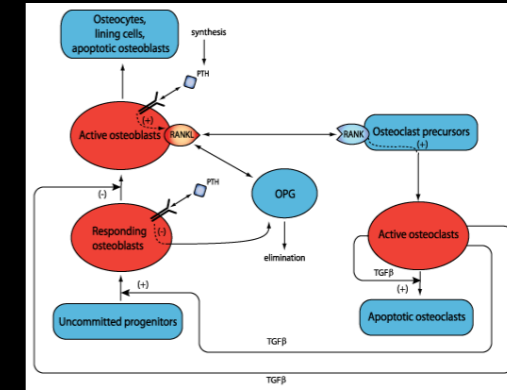 Osteocytes,
lining cells,
apoptotic osteoblasts
synthesis
PTH
(+)
Active osteoblasts
RANKL
RANK
Osteoclast precursors
(+)
(-)
PTH
OPG
Responding
osteoblasts
(-)
Active osteoclasts
elimination
TGFβ
(+)
(+)
Uncommitted progenitors
Apoptotic osteoclasts
TGFβ
TGFβ